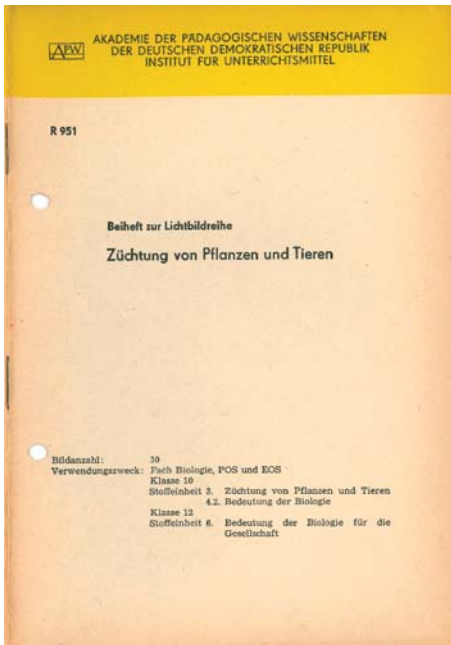 APW
AKADEMIE DER PÄDAGOGISCHEN WISSENSCHAFTEN
DER DEUTSCHEN DEMOKRATISCHEN REPUBLIK
INSTITUT FÜR UNTERRICHTSMITTEL
R 951
Beiheft zur Lichtbildreihe
Züchtung von Pflanzen und Tieren
Bildanzahl: 30
Verwendungszweck: Fach Biologie, POS und EOS
Klasse 10
Stoffeinheit 3. Züchtung von Pflanzen und Tieren
4.2. Bedeutung der Biologie
Klasse 12
Stoffeinheit 6. Bedeutung der Biologie für die
Gesellschaft